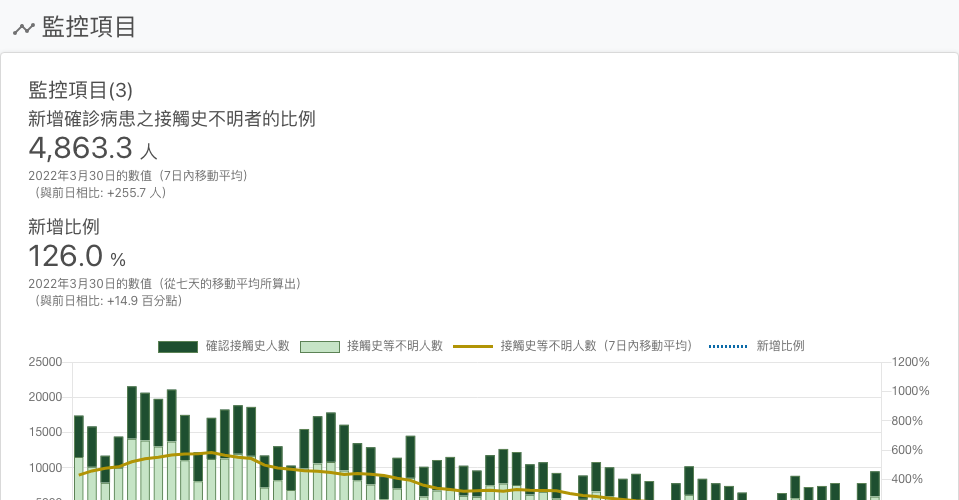 監控項目
監控項目(3)
新增確診病患之接觸史不明者的比例
4,863.3 人
2022年3月30日的數值（7日內移動平均）
（與前日相比: +255.7 人）
新增比例
126.0 %
2022年3月30日的數值（從七天的移動平均所算出）
（與前日相比: +14.9 百分點）
確認接觸史人數 接觸史等不明人數 接觸史等不明人數（7日內移動平均） 新增比例
25000 1200%
20000 1000%
15000 800%
10000 600%
400%